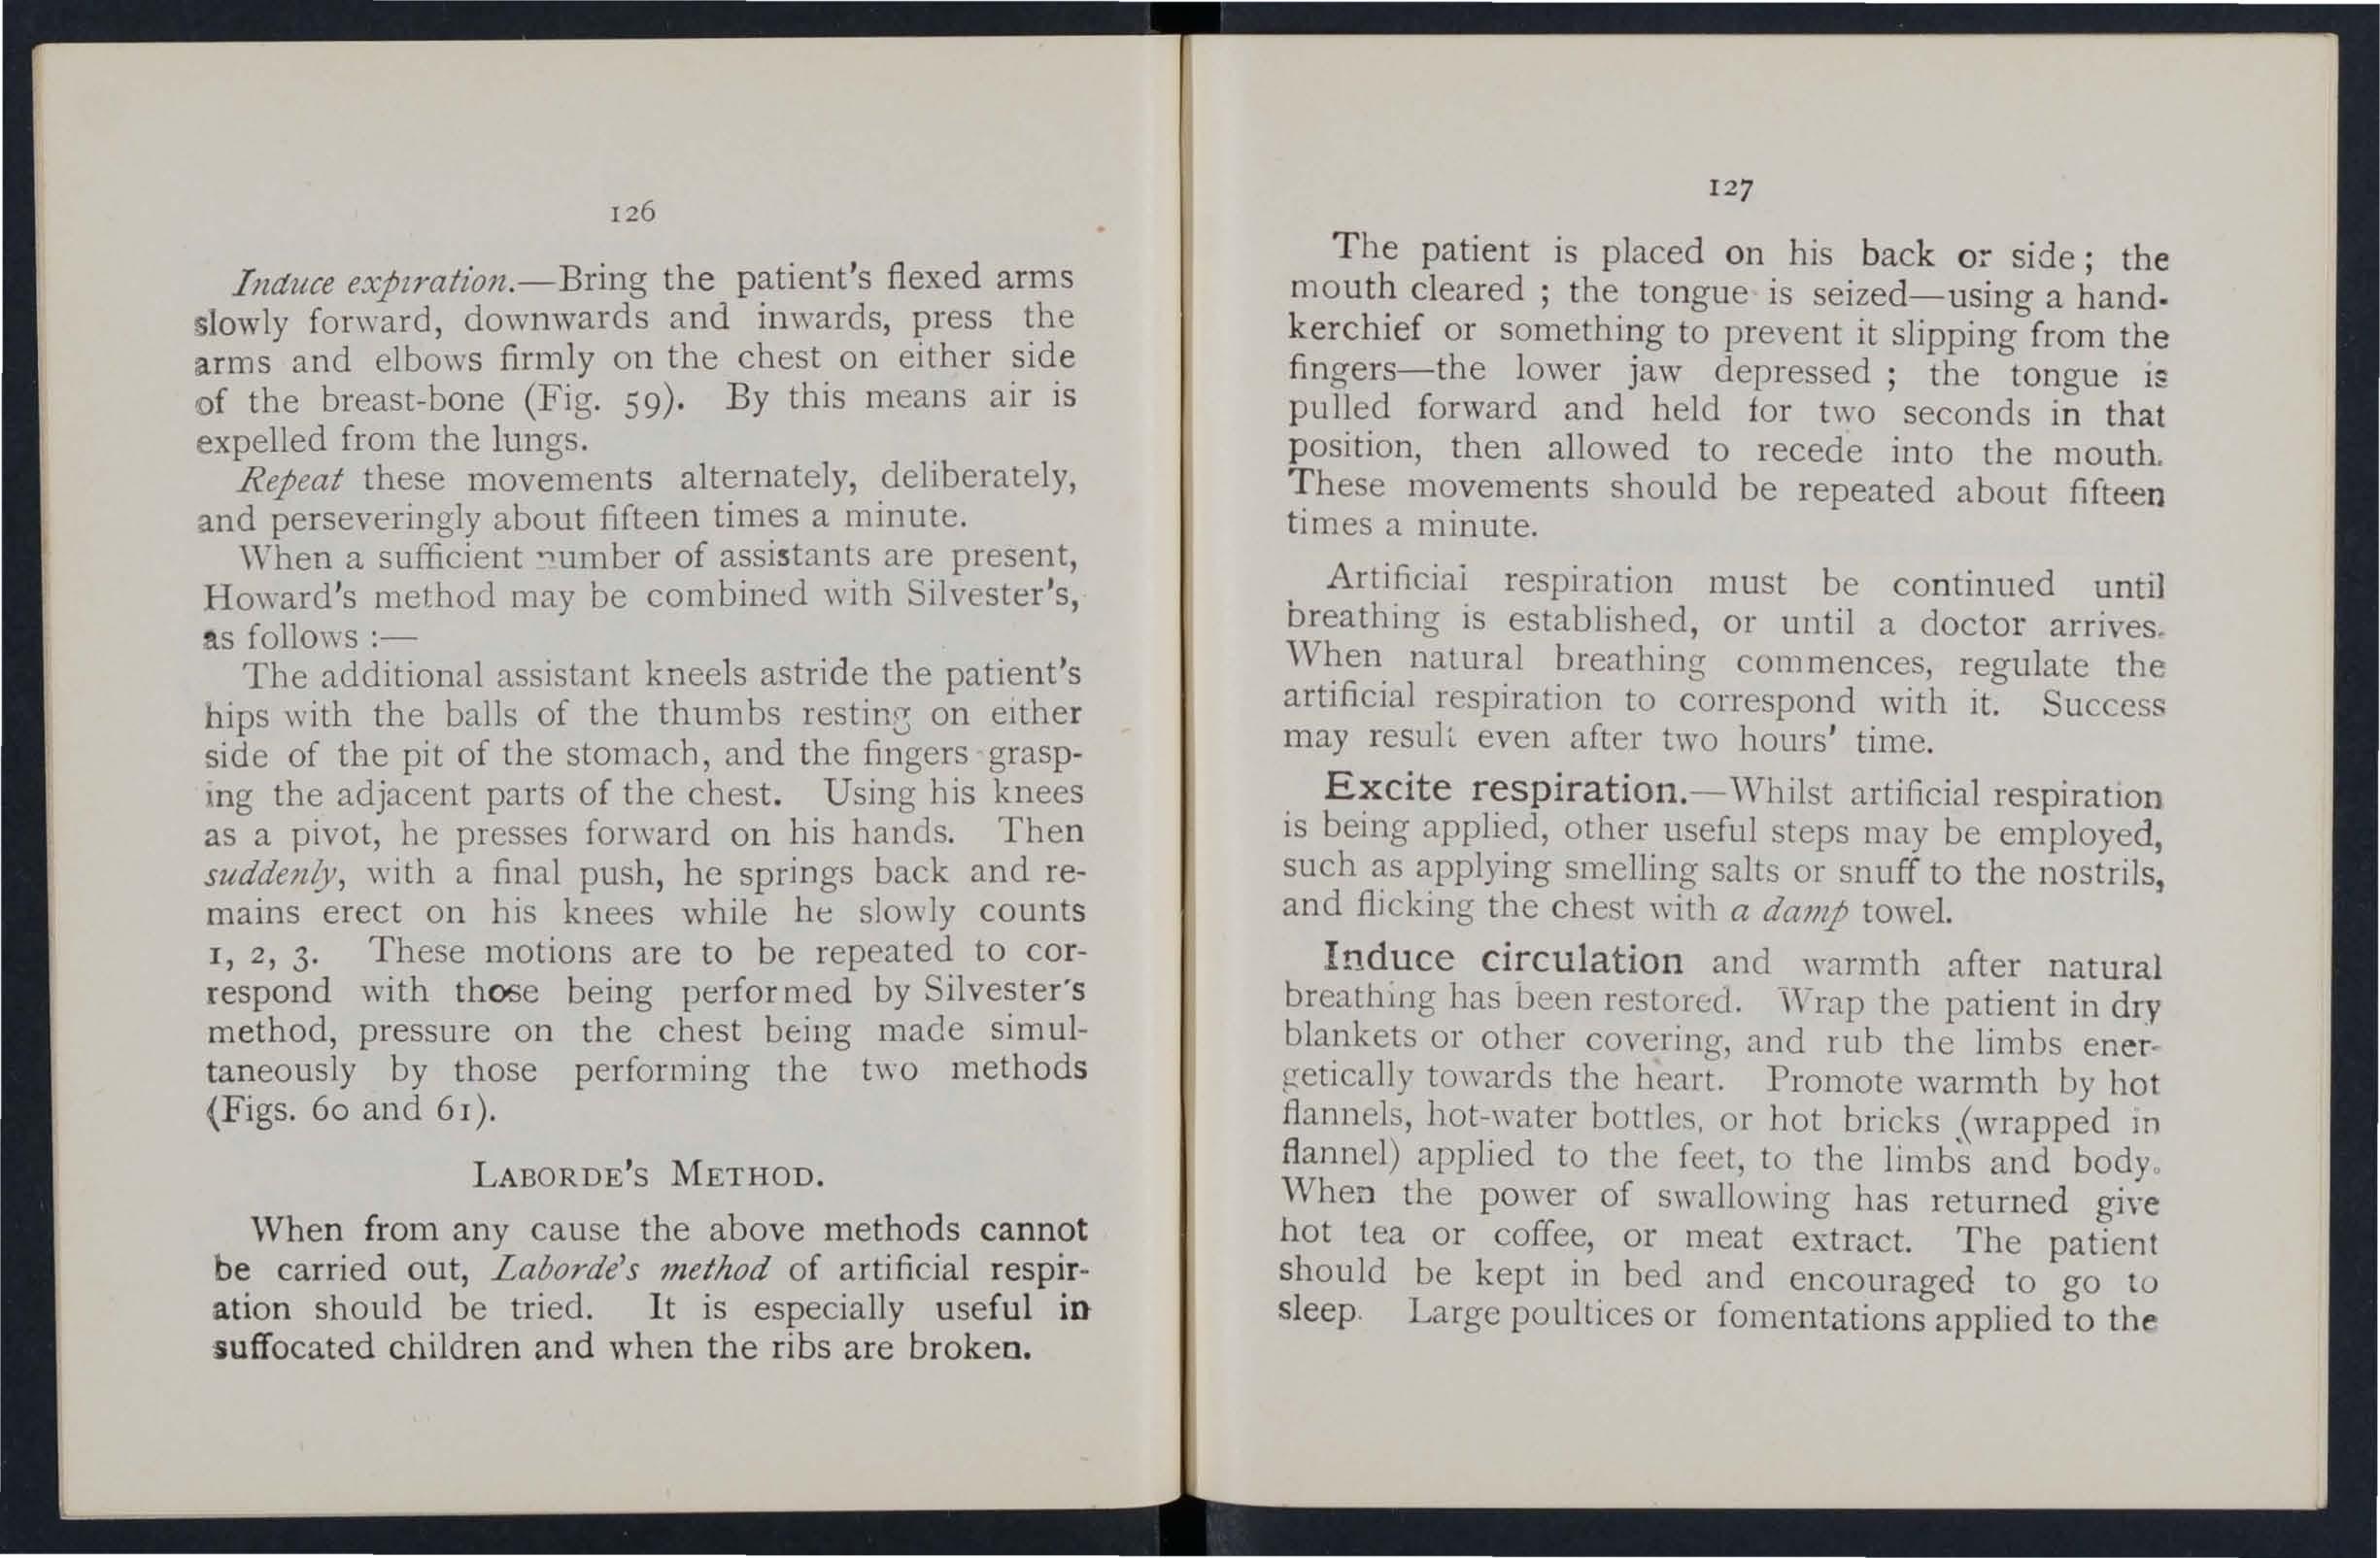 126
Induce expiration.—Bring the patient's flexed arms
slowly forward, downwards and inwards, press the
arms and elbows firmly on the chest on either side
of the breast-bone (Fig. 59). By this means air is
expelled from the lungs.
Repeat these movements alternately, deliberately,
and perseveringly about fifteen times a minute.
When a sufficient number of assistants are present,
Howard's method may be combined with Silvester's,
as follows :—
The additional assistant kneels astride the patient's
hips with the balls of the thumbs resting on either
side of the pit of the stomach, and the fingers grasp-
ing the adjacent parts of the chest. Using his knees
as a pivot, he presses forward on his hands. Then
suddenly, with a final push, he springs back and re-
mains erect on his knees while he slowly counts
1, 2, 3. These motions are to be repeated to cor-
respond with those being performed by Silvester's
method, pressure on the chest being made simul-
taneously by those performing the two methods
(Figs. 60 and 61).
LABORDE'S METHOD.
When from any cause the above methods cannot
be carried out, Laborde's method of artificial respir-
ation should be tried. It is especially useful in
suffocated children and when the ribs are broken.
127
The patient is placed on his back or side; the
mouth cleared ; the tongue is seized—using a hand-
kerchief or something to prevent it slipping from the
fingers—the lower jaw depressed ; the tongue is
pulled forward and held for two seconds in that
position, then allowed to recede into the mouth.
These movements should be repeated about fifteen
times a minute.
Artificial respiration must be continued until
breathing is established, or until a doctor arrives.
When natural breathing commences, regulate the
artificial respiration to correspond with it. Success
may result even after two hours' time.
Excite respiration.—Whilst artificial respiration
is being applied, other useful steps may be employed,
such as applying smelling salts or snuff to the nostrils,
and flicking the chest with a damp towel.
Induce circulation and warmth after natural
breathing has been restored. Wrap the patient in dry
blankets or other covering, and rub the limbs ener-
getically towards the heart. Promote warmth by hot
flannels, hot-water bottles, or hot bricks (wrapped in
flannel) applied to the feet, to the limbs and body.
When the power of swallowing has returned give
hot tea or coffee, or meat extract. The patient
should be kept in bed and encouraged to go to
sleep. Large poultices or fomentations applied to the